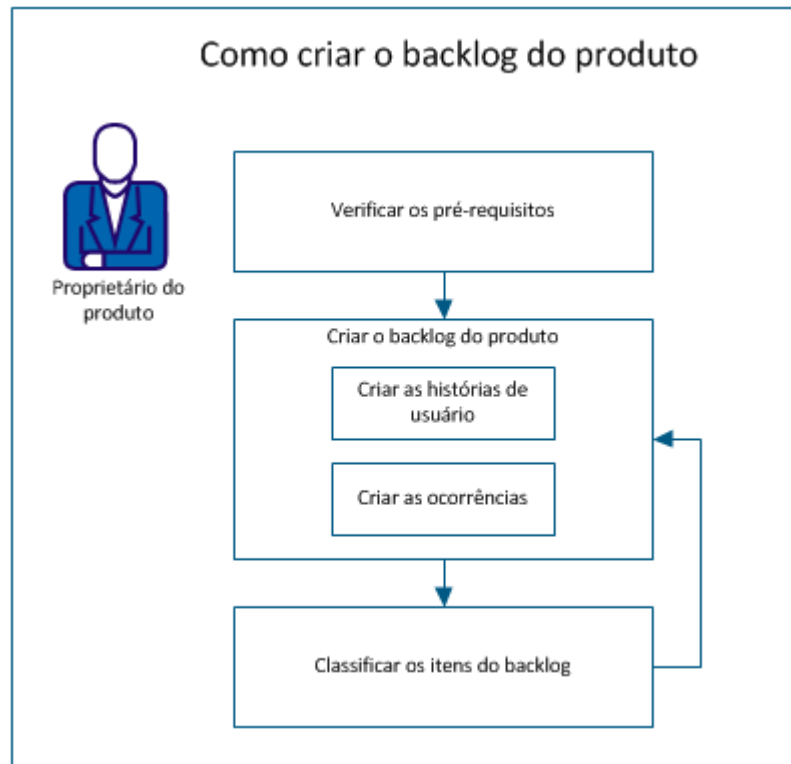 Como criar o backlog do produto
Proprietário do
produto
Verificar os pré-requisitos
Criar o backlog do produto
Criar as histórias de
usuário
Criar as ocorrências
Classificar os itens do backlog